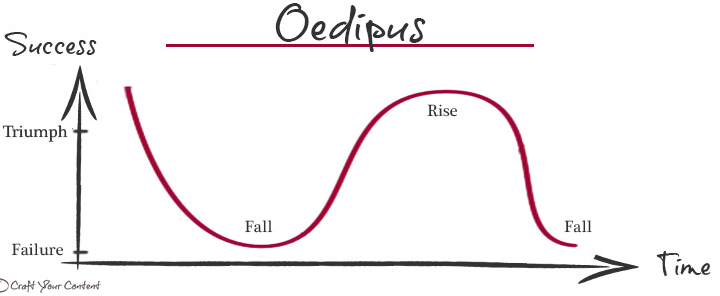 Oedipus
Success
Triumph
Rise
Fall
Fall
Failure
Time
© Craft Your Content